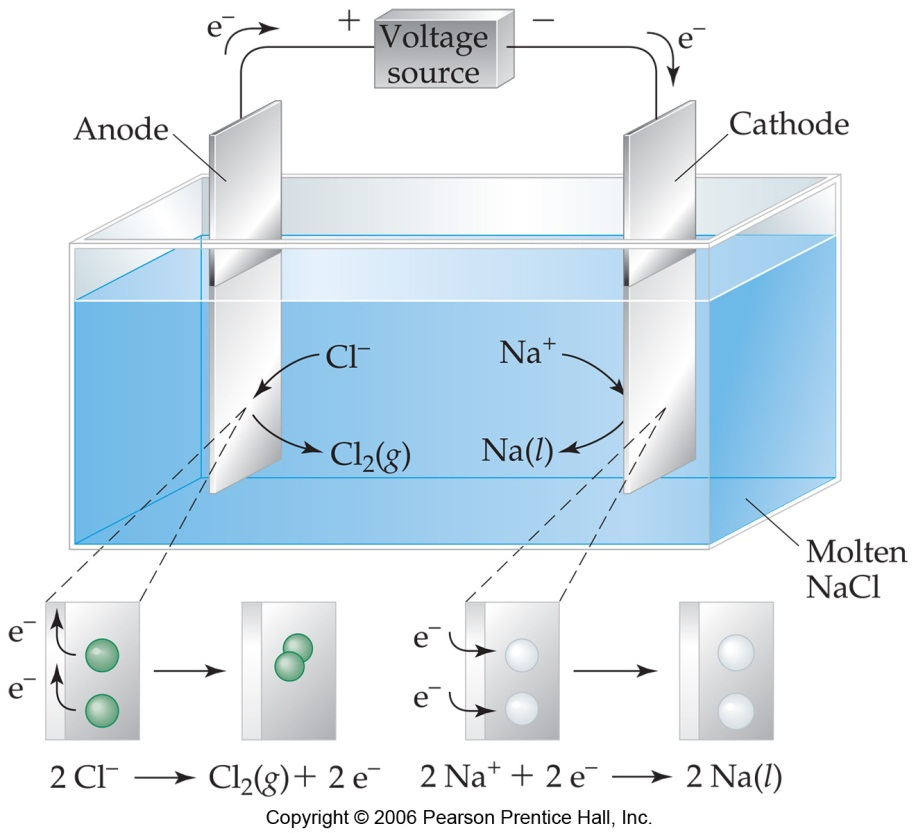 e⁻ + Voltage source − e⁻
Anode
Cathode
Cl⁻
Na⁺
Cl₂(g)
Na(l)
Molten
NaCl
e⁻
e⁻
e⁻
e⁻
2 Cl⁻ ⟶ Cl₂(g) + 2 e⁻
2 Na⁺ + 2 e⁻ ⟶ 2 Na(l)
Copyright © 2006 Pearson Prentice Hall, Inc.